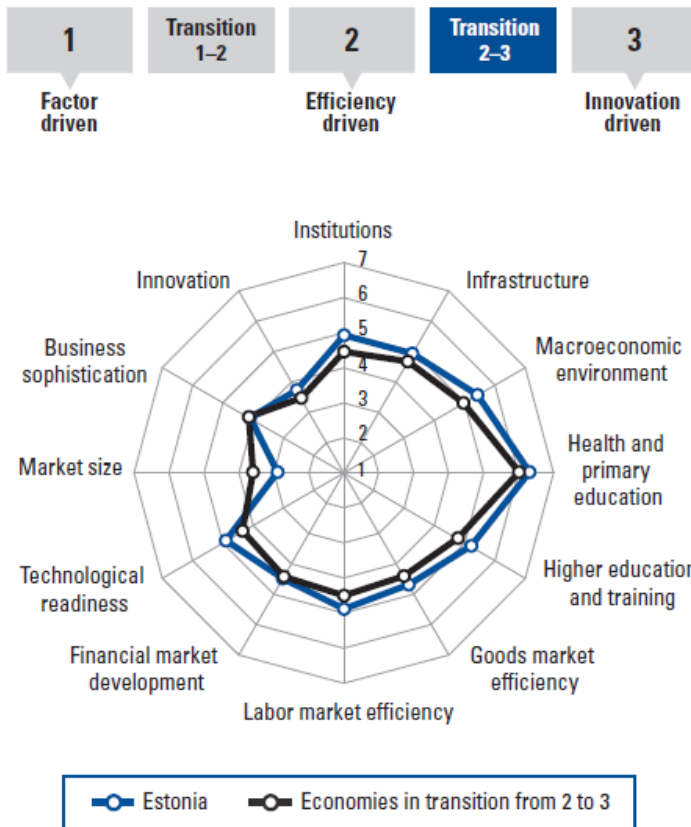 1
Transition
1–2
2
Transition
2–3
3
Factor
driven
Efficiency
driven
Innovation
driven
Institutions
Infrastructure
Macroeconomic
environment
Health and
primary
education
Higher education
and training
Goods market
efficiency
Labor market efficiency
Financial market
development
Technological
readiness
Market size
Business
sophistication
Innovation
7
6
5
4
3
2
1
Estonia
Economies in transition from 2 to 3